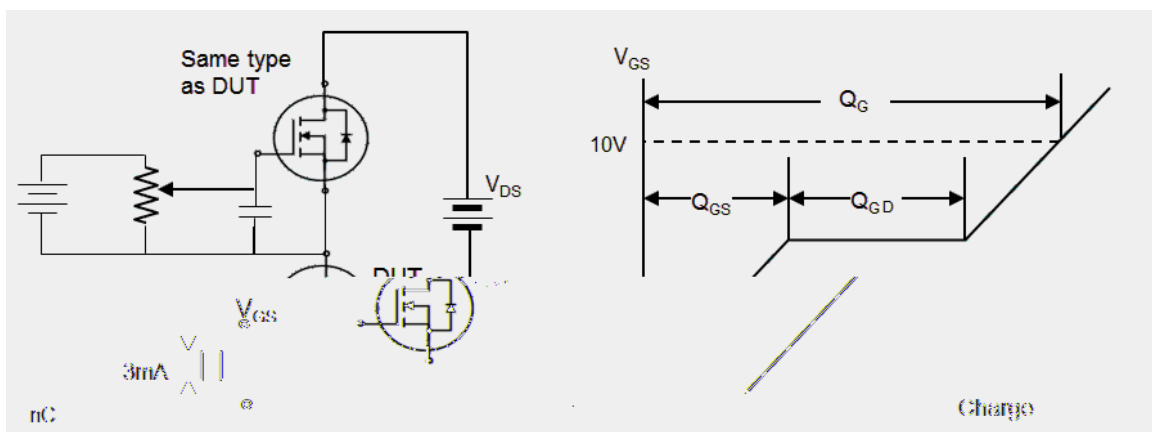 Same type
as DUT
VDS
DUT
VGS
3mA
nC
VGS
10V
QG
QGS
QGD
Charge